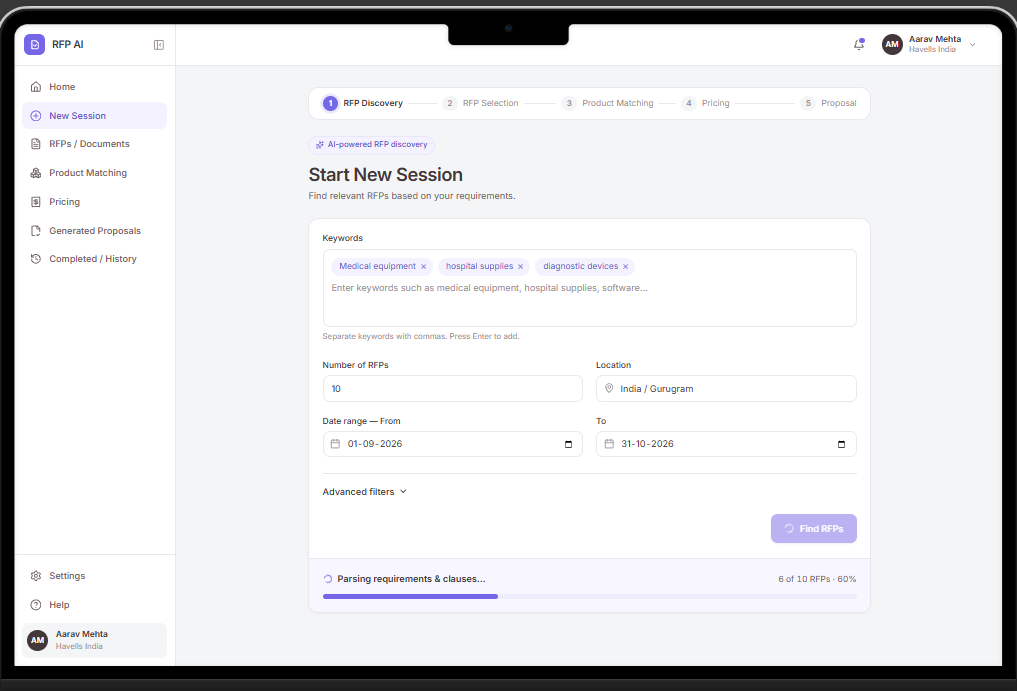 RFP AI
AM
Aarav Mehta
Havells India
Home
New Session
RFPs / Documents
Product Matching
Pricing
Generated Proposals
Completed / History
Settings
Help
AM
Aarav Mehta
Havells India
1 RFP Discovery 2 RFP Selection 3 Product Matching 4 Pricing 5 Proposal
AI-powered RFP discovery
Start New Session
Find relevant RFPs based on your requirements.
Keywords
Medical equipment × hospital supplies × diagnostic devices ×
Enter keywords such as medical equipment, hospital supplies, software...
Separate keywords with commas. Press Enter to add.
Number of RFPs Location
10 India / Gurugram
Date range — From To
01-09-2026 31-10-2026
Advanced filters
Find RFPs
Parsing requirements & clauses... 6 of 10 RFPs · 60%